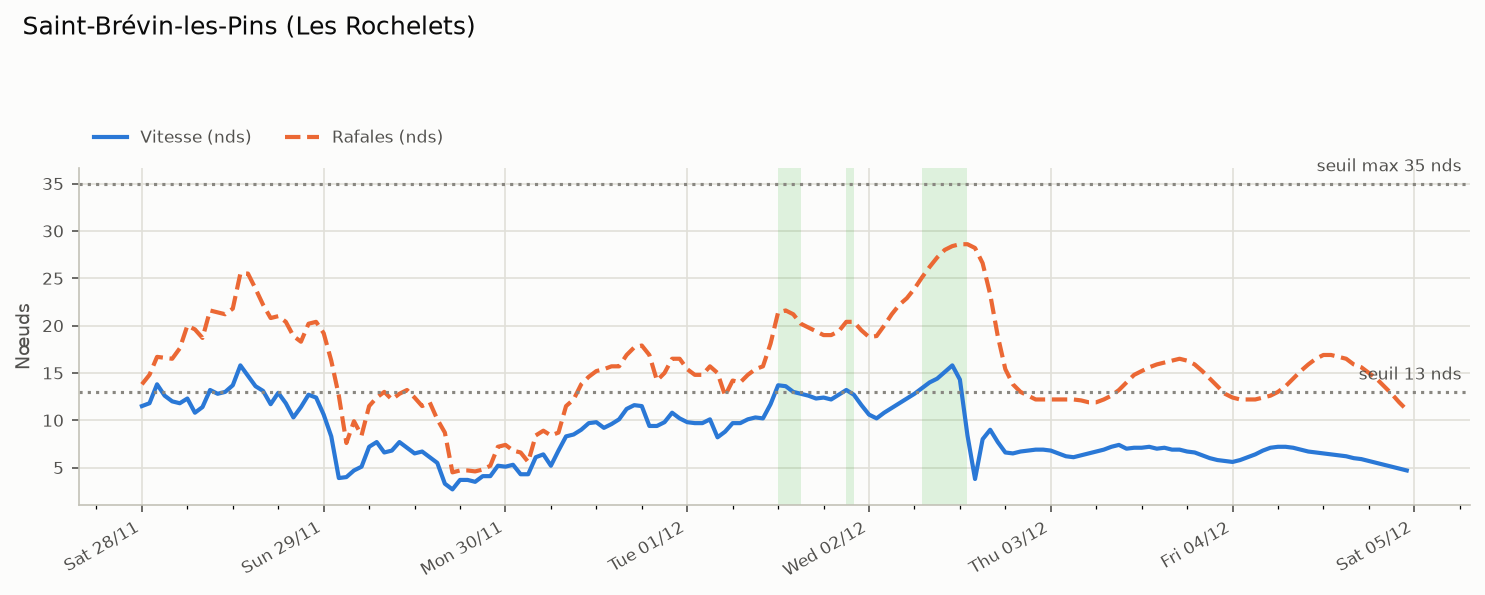 Saint-Brévin-les-Pins (Les Rochelets)
Vitesse (nds)
Rafales (nds)
seuil max 35 nds
35
30
25
20
15
10
5
Nœuds
seuil 13 nds
Sat 28/11
Sun 29/11
Mon 30/11
Tue 01/12
Wed 02/12
Thu 03/12
Fri 04/12
Sat 05/12